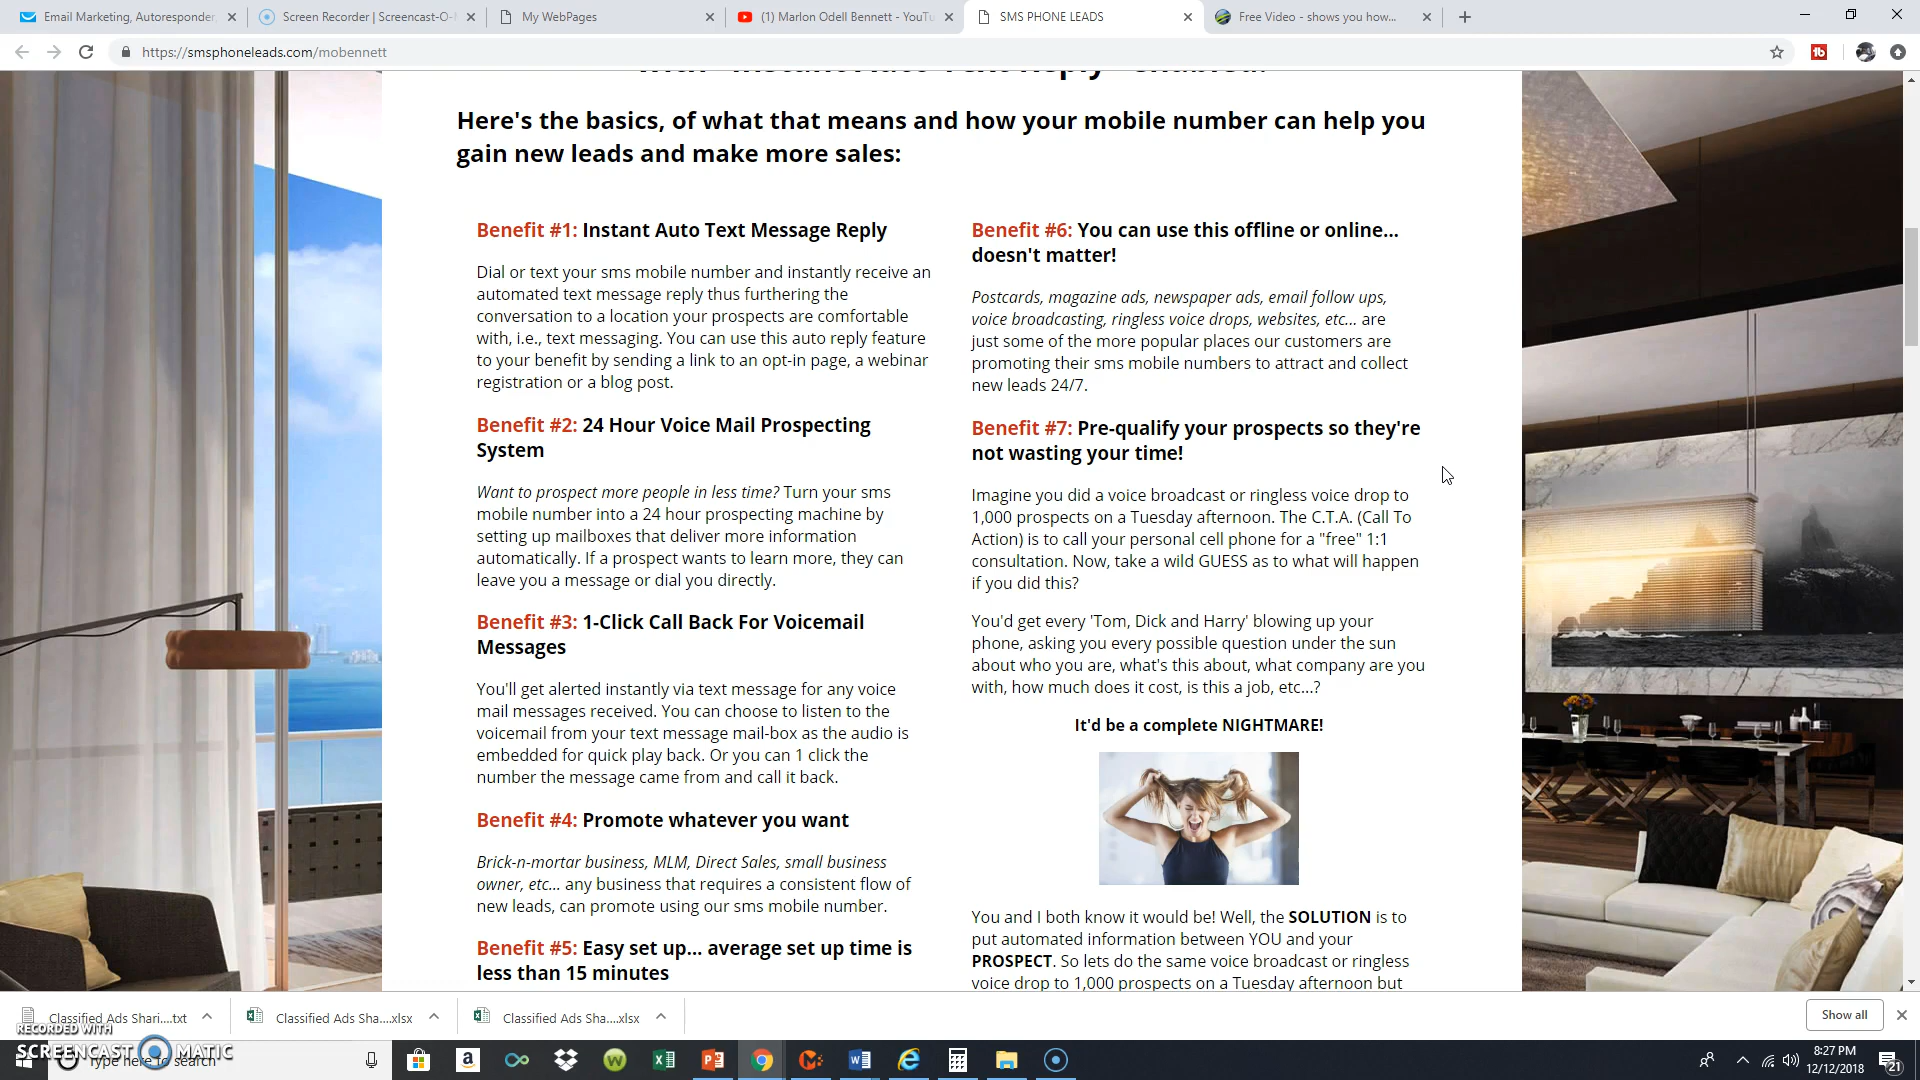 Email Marketing, Autoresponder,
Screen Recorder | Screencast-O-
My WebPages
(1) Marlon Odell Bennett - YouTu
SMS PHONE LEADS
Free Video - shows you how...
https://smsphoneleads.com/mobennett
Here's the basics, of what that means and how your mobile number can help you
gain new leads and make more sales:
Benefit #1: Instant Auto Text Message Reply
Dial or text your sms mobile number and instantly receive an
automated text message reply thus furthering the
conversation to a location your prospects are comfortable
with, i.e., text messaging. You can use this auto reply feature
to your benefit by sending a link to an opt-in page, a webinar
registration or a blog post.
Benefit #2: 24 Hour Voice Mail Prospecting
System
Want to prospect more people in less time? Turn your sms
mobile number into a 24 hour prospecting machine by
setting up mailboxes that deliver more information
automatically. If a prospect wants to learn more, they can
leave you a message or dial you directly.
Benefit #3: 1-Click Call Back For Voicemail
Messages
You'll get alerted instantly via text message for any voice
mail messages received. You can choose to listen to the
voicemail from your text message mail-box as the audio is
embedded for quick play back. Or you can 1 click the
number the message came from and call it back.
Benefit #4: Promote whatever you want
Brick-n-mortar business, MLM, Direct Sales, small business
owner, etc... any business that requires a consistent flow of
new leads, can promote using our sms mobile number.
Benefit #5: Easy set up... average set up time is
less than 15 minutes
Benefit #6: You can use this offline or online...
doesn't matter!
Postcards, magazine ads, newspaper ads, email follow ups,
voice broadcasting, ringless voice drops, websites, etc... are
just some of the more popular places our customers are
promoting their sms mobile numbers to attract and collect
new leads 24/7.
Benefit #7: Pre-qualify your prospects so they're
not wasting your time!
Imagine you did a voice broadcast or ringless voice drop to
1,000 prospects on a Tuesday afternoon. The C.T.A. (Call To
Action) is to call your personal cell phone for a "free" 1:1
consultation. Now, take a wild GUESS as to what will happen
if you did this?
You'd get every 'Tom, Dick and Harry' blowing up your
phone, asking you every possible question under the sun
about who you are, what's this about, what company are you
with, how much does it cost, is this a job, etc...?
It'd be a complete NIGHTMARE!
You and I both know it would be! Well, the SOLUTION is to
put automated information between YOU and your
PROSPECT. So lets do the same voice broadcast or ringless
voice drop to 1,000 prospects on a Tuesday afternoon but
Classified Ads Shari....txt
Classified Ads Sha....xlsx
Classified Ads Sha....xlsx
Show all
RECORDED WITH
SCREENCAST MATIC
Type here to search
8:27 PM
12/12/2018
21